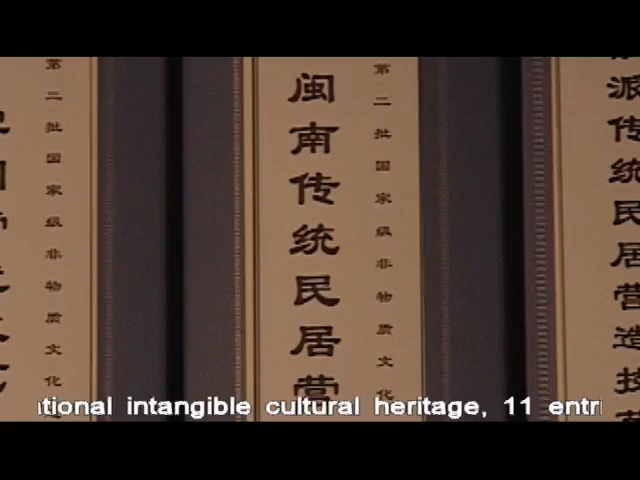 第二批国家级非物质文化
闽南传统民居营
第二批国家级非物质文化
派传统民居营造技
intangible cultural heritage, 11